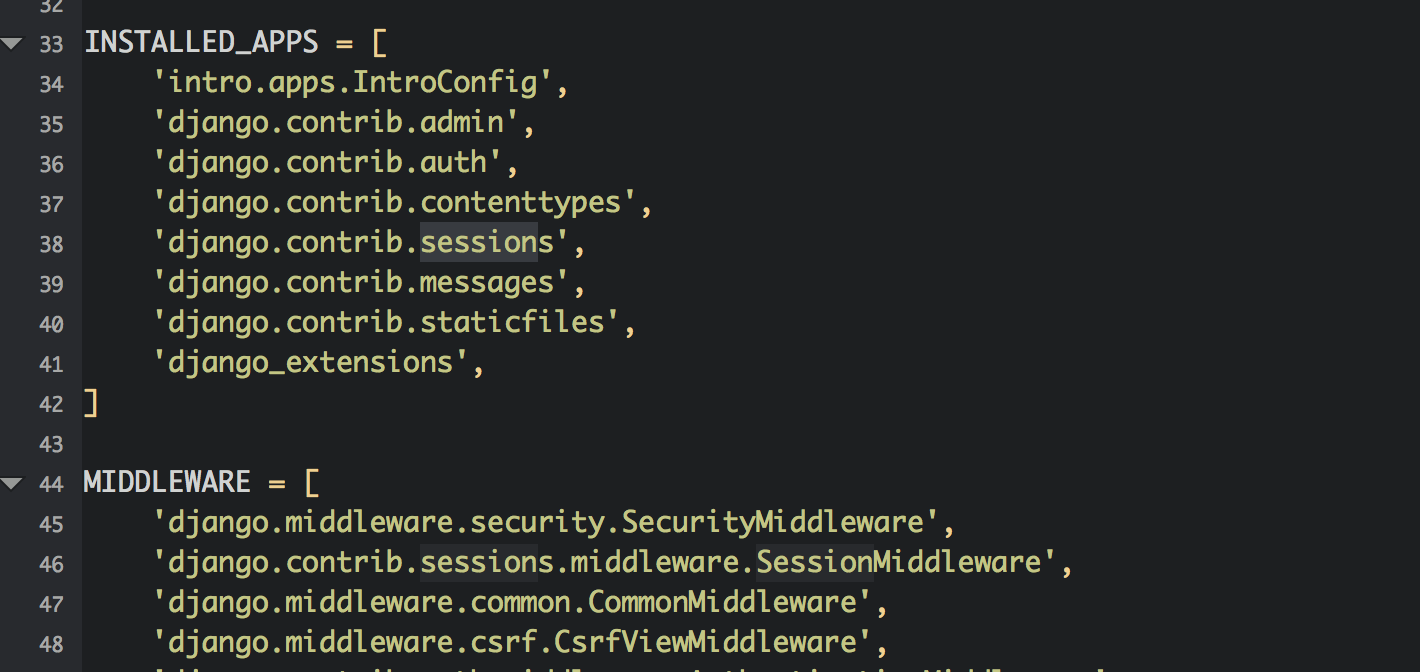 32
33 INSTALLED_APPS = [
34 'intro.apps.IntroConfig',
35 'django.contrib.admin',
36 'django.contrib.auth',
37 'django.contrib.contenttypes',
38 'django.contrib.sessions',
39 'django.contrib.messages',
40 'django.contrib.staticfiles',
41 'django_extensions',
42 ]
43
44 MIDDLEWARE = [
45 'django.middleware.security.SecurityMiddleware',
46 'django.contrib.sessions.middleware.SessionMiddleware',
47 'django.middleware.common.CommonMiddleware',
48 'django.middleware.csrf.CsrfViewMiddleware',